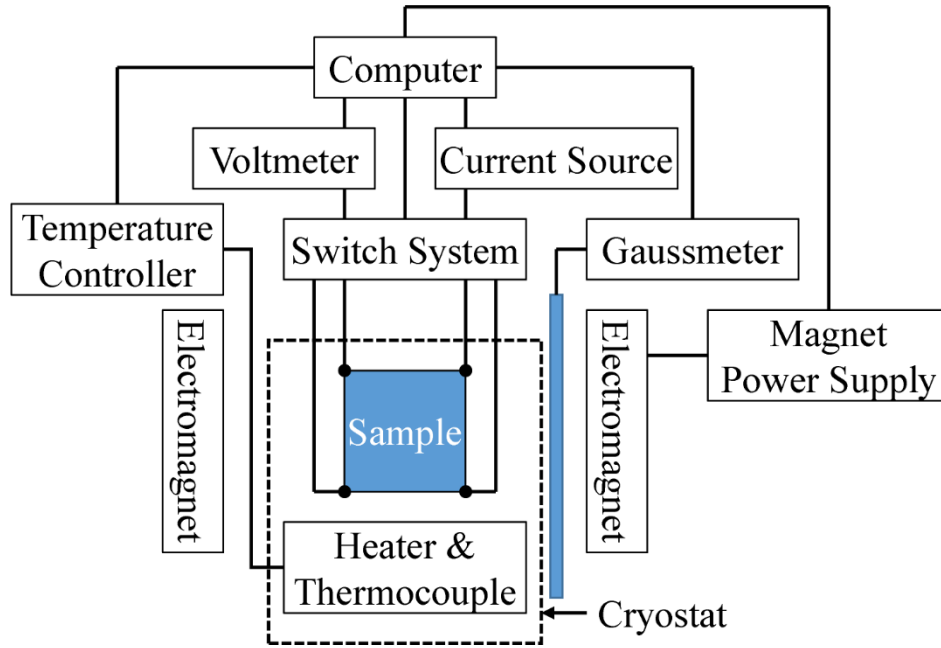 Computer
Voltmeter
Current Source
Temperature
Controller
Switch System
Gaussmeter
Electromagnet
Electromagnet
Magnet
Power Supply
Sample
Heater &
Thermocouple
Cryostat